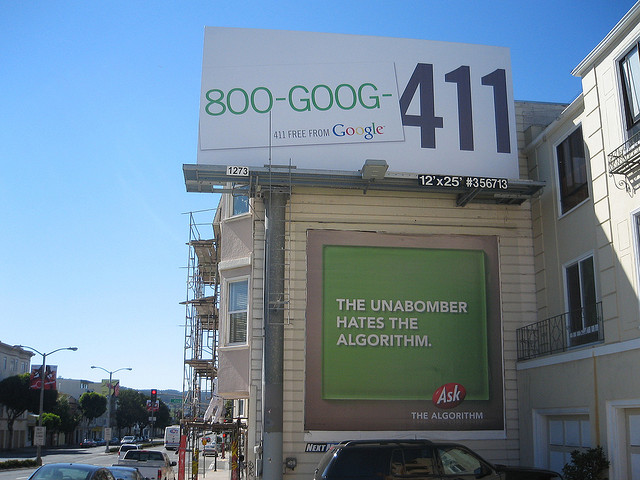 800-GOOG-411
411 FREE FROM Google
1273
12'x25' #356713
THE UNABOMBER
HATES THE
ALGORITHM.
Ask
THE ALGORITHM
NEXT